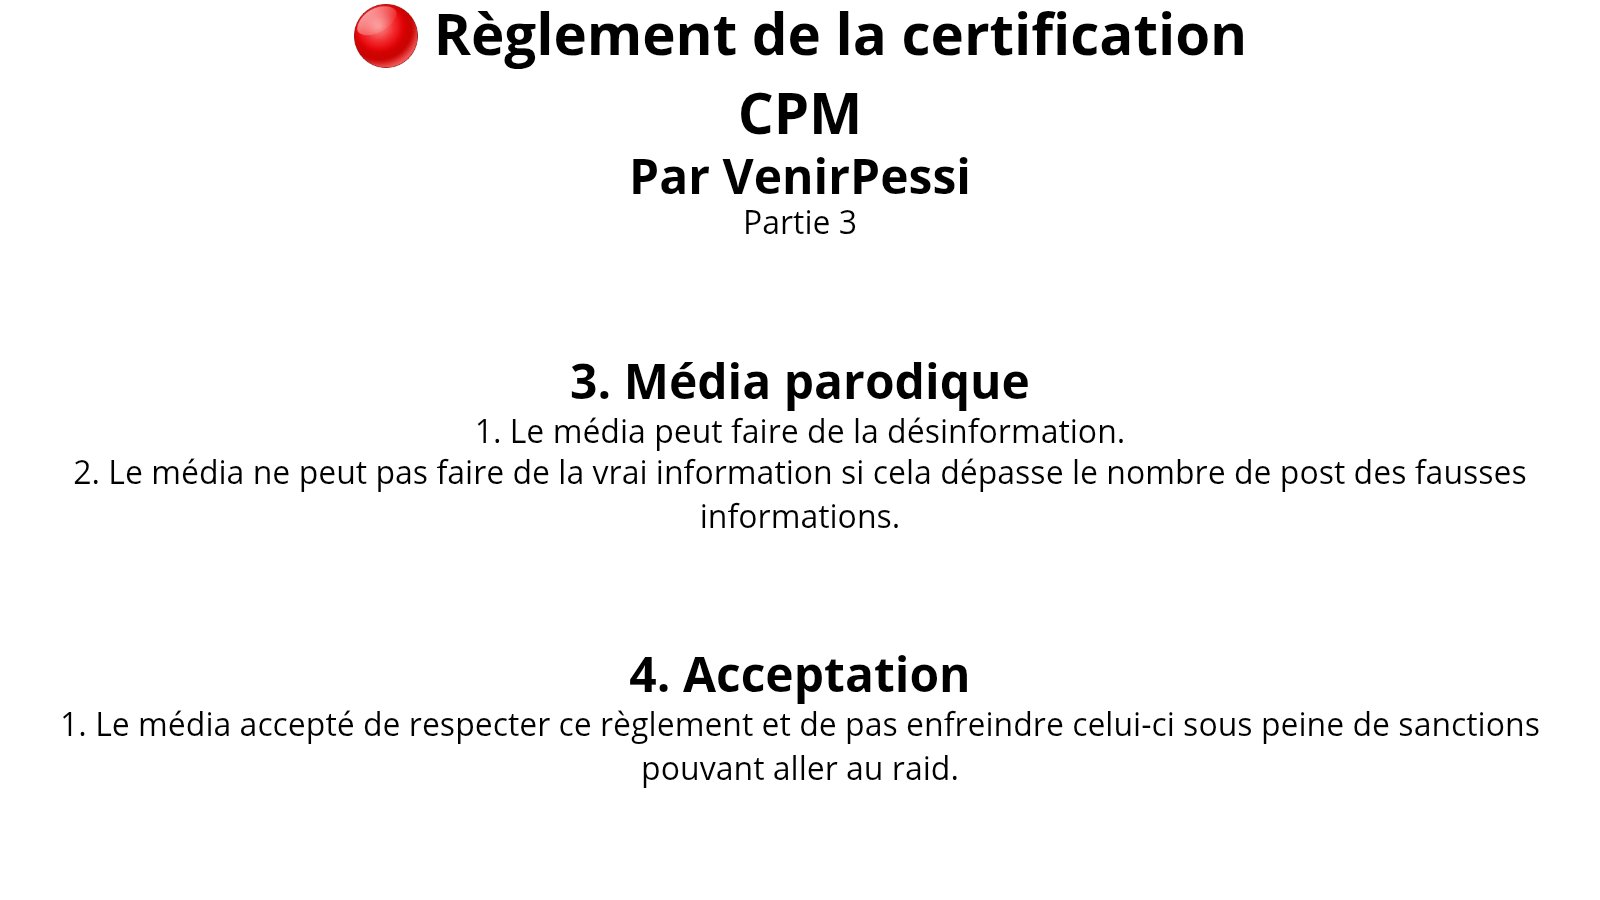 Règlement de la certification
CPM
Par VenirPessi
Partie 3
3. Média parodique
1. Le média peut faire de la désinformation.
2. Le média ne peut pas faire de la vrai information si cela dépasse le nombre de post des fausses
informations.
4. Acceptation
1. Le média accepté de respecter ce règlement et de pas enfreindre celui-ci sous peine de sanctions
pouvant aller au raid.